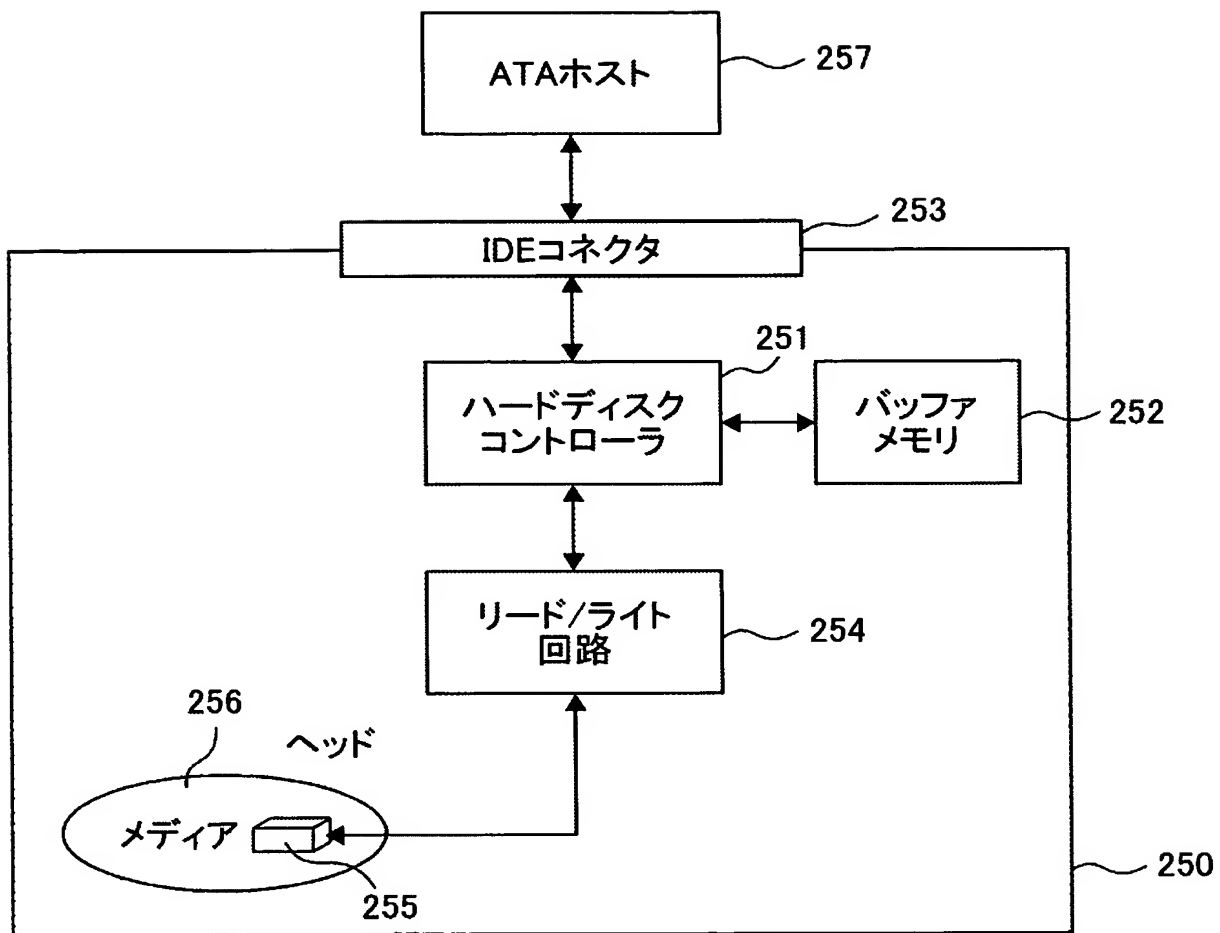 ATAホスト
257
253
IDEコネクタ
251
ハードディスク
コントローラ
バッファ
メモリ
252
リード/ライト
回路
254
256
ヘッド
メディア
255
250